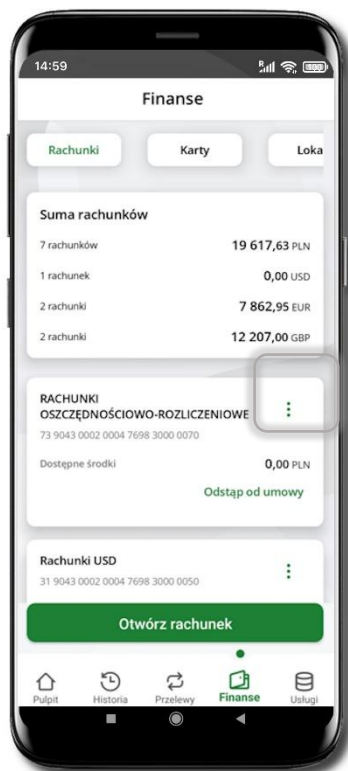 14:59
R
Finanse
Rachunki Karty Loka
Suma rachunków
7 rachunków 19 617,63 PLN
1 rachunek 0,00 USD
2 rachunki 7 862,95 EUR
2 rachunki 12 207,00 GBP
RACHUNKI
OSZCZĘDNOŚCIOWO-ROZLICZENIOWE
73 9043 0002 0004 7698 3000 0070
Dostępne środki 0,00 PLN
Odstąp od umowy
Rachunki USD
31 9043 0002 0004 7698 3000 0050
Otwórz rachunek
Pulpit Historia Przelewy Finanse Usługi